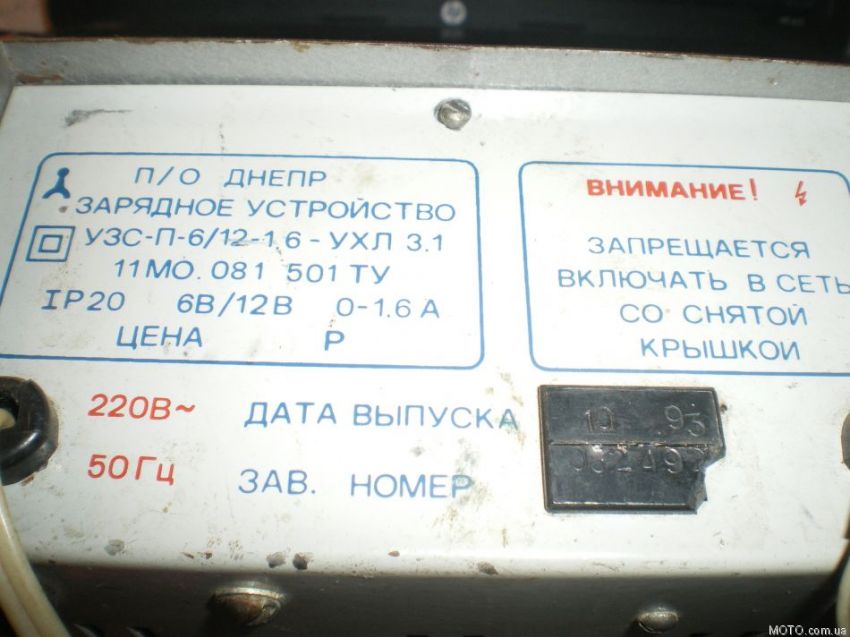 П/О ДНЕПР
ЗАРЯДНОЕ УСТРОЙСТВО
УЗС-П-6/12-1,6 - УХЛ 3.1
11МО. 081 501 ТУ
IP20 6В/12В 0-1.6 А
ЦЕНА Р
ВНИМАНИЕ!
ЗАПРЕЩАЕТСЯ
ВКЛЮЧАТЬ В СЕТЬ
СО СНЯТОЙ
КРЫШКОЙ
220В~ ДАТА ВЫПУСКА 10 93
50Гц ЗАВ. НОМЕР
MOTO.com.ua